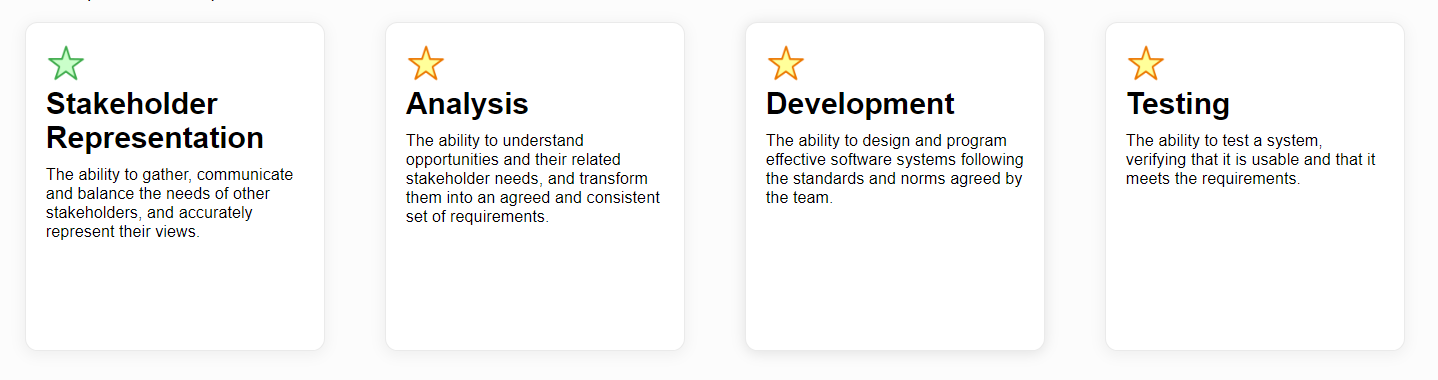 Stakeholder
Representation
The ability to gather, communicate
and balance the needs of other
stakeholders, and accurately
represent their views.
Analysis
The ability to understand
opportunities and their related
stakeholder needs, and transform
them into an agreed and consistent
set of requirements.
Development
The ability to design and program
effective software systems following
the standards and norms agreed by
the team.
Testing
The ability to test a system,
verifying that it is usable and that it
meets the requirements.